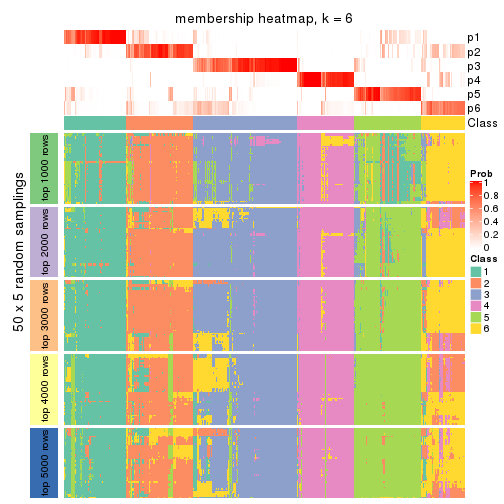 membership heatmap, k = 6
p1
p2
p3
p4
p5
p6
Class
50 x 5 random samplings
top 1000 rows
top 2000 rows
top 3000 rows
top 4000 rows
top 5000 rows
Prob
1
0.8
0.6
0.4
0.2
0
Class
1
2
3
4
5
6